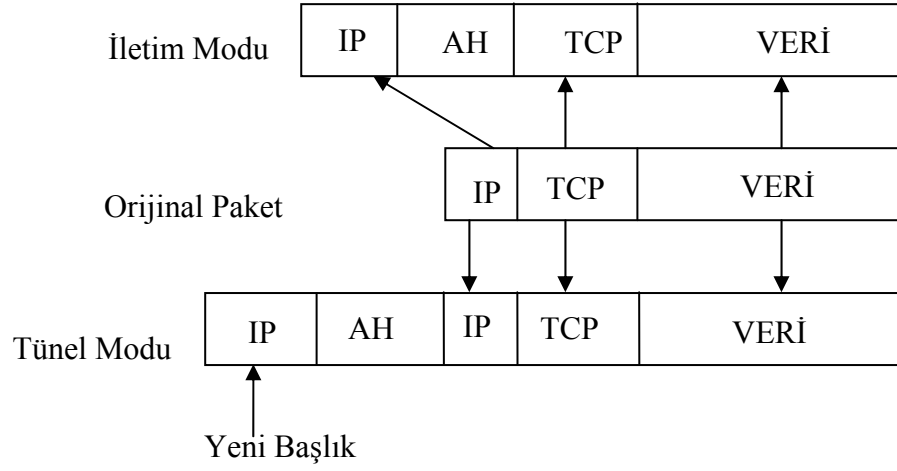 İletim Modu IP AH TCP VERİ
Orijinal Paket IP TCP VERİ
Tünel Modu IP AH IP TCP VERİ
Yeni Başlık